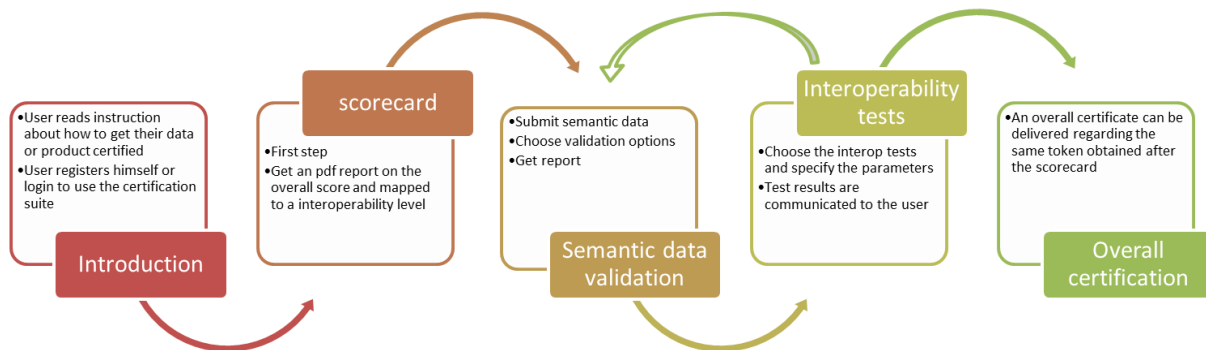 •User reads instruction
about how to get their data
or product certified
•User registers himself or
login to use the certification
suite
Introduction
scorecard
•First step
•Get an pdf report on the
overall score and mapped
to a interoperability level
•Submit semantic data
•Choose validation options
•Get report
Semantic data
validation
Interoperability
tests
•Choose the interop tests
and specify the parameters
•Test results are
communicated to the user
•An overall certificate can be
delivered regarding the
same token obtained after
the scorecard
Overall
certification